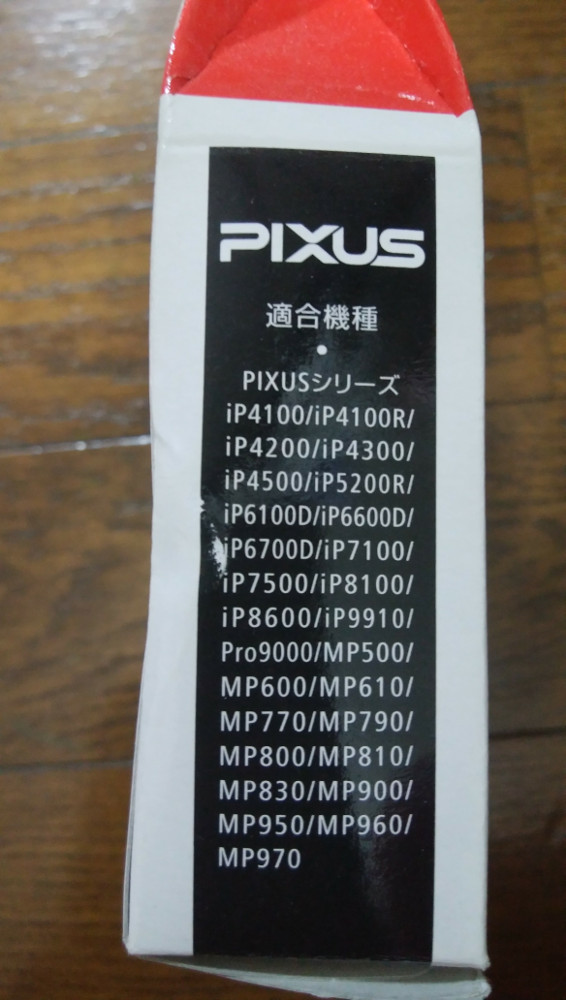 PIXUS
適合機種
●
PIXUSシリーズ
iP4100/iP4100R/
iP4200/iP4300/
iP4500/iP5200R/
iP6100D/iP6600D/
iP6700D/iP7100/
iP7500/iP8100/
iP8600/iP9910/
Pro9000/MP500/
MP600/MP610/
MP770/MP790/
MP800/MP810/
MP830/MP900/
MP950/MP960/
MP970